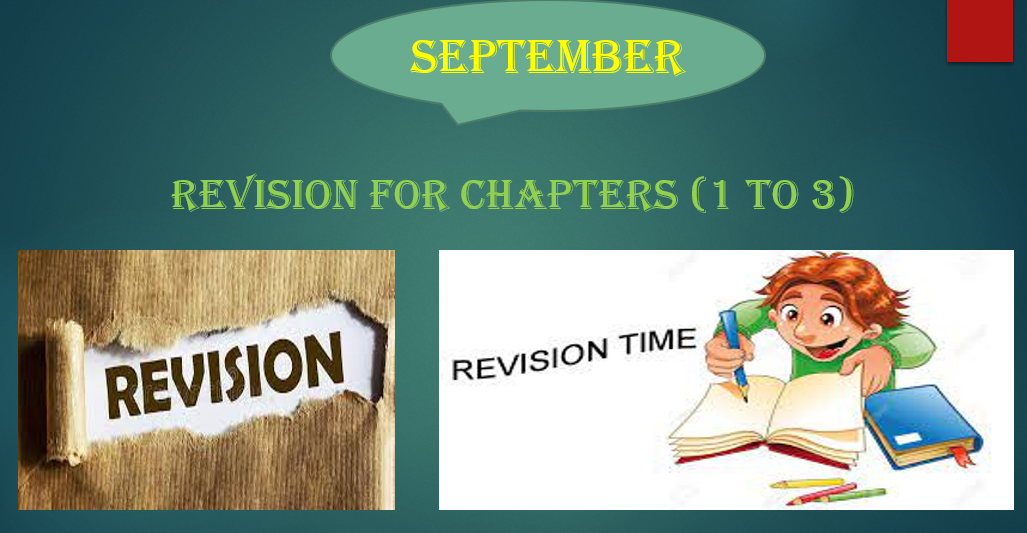 SEPTEMBER
REVISION FOR CHAPTERS (1 TO 3)
REVISION
REVISION TIME